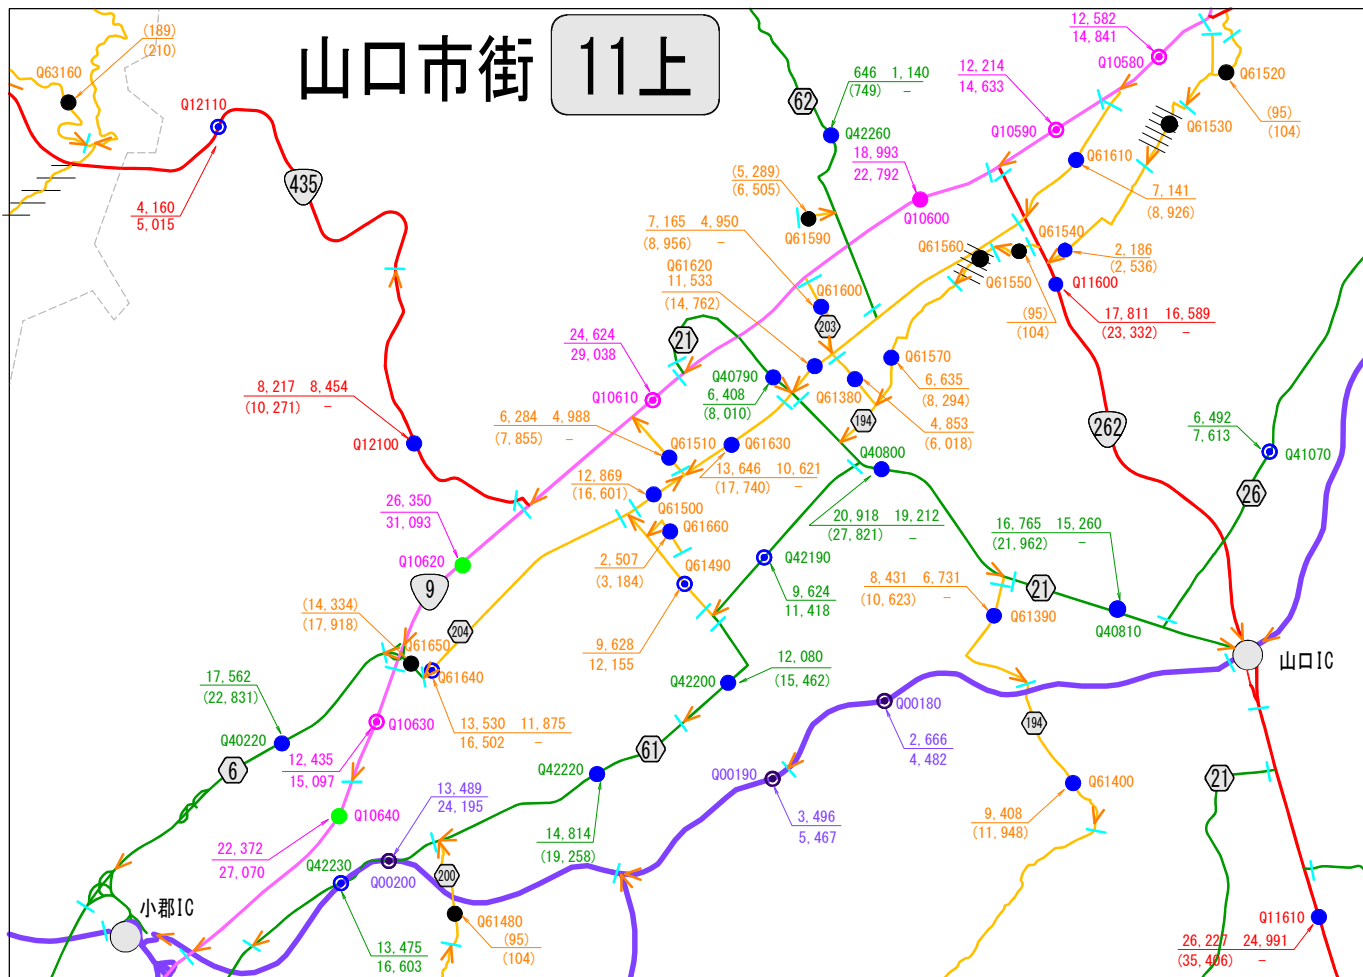 山口市街 11上
(189)
(210)
Q63160
Q12110
4,160
5,015
435
62
646 1,140
(749) －
Q42260
12,582
14,841
Q10580
12,214
14,633
Q10590
Q61520
(95)
(104)
Q61530
18,993
22,792
Q10600
Q61610
7,141
(8,926)
(5,289)
(6,505)
Q61590
7,165 4,950
(8,956) －
Q61600
Q61620
11,533
(14,762)
Q61560
Q61540
2,186
(2,536)
Q61550
(95)
(104)
Q11600
17,811 16,589
(23,332) －
203
21
24,624
29,038
Q10610
Q40790
6,408
(8,010)
Q61380
4,853
(6,018)
Q61570
6,635
(8,294)
194
8,217 8,454
(10,271) －
Q12100
6,284 4,988
(7,855) －
Q61510
Q61630
13,646 10,621
(17,740) －
Q40800
20,918 19,212
(27,821) －
262
6,492
7,613
Q41070
26
12,869
(16,601)
Q61500
Q61660
2,507
(3,184)
Q61490
9,628
12,155
26,350
31,093
Q10620
9
Q42190
9,624
11,418
16,765 15,260
(21,962) －
8,431 6,731
(10,623) －
Q61390
21
Q40810
山口IC
(14,334)
(17,918)
Q61650
204
Q61640
13,530 11,875
16,502 －
17,562
(22,831)
Q40220
6
Q10630
12,435
15,097
Q42200
12,080
(15,462)
Q00180
2,666
4,482
194
61
Q42220
14,814
(19,258)
Q00190
3,496
5,467
Q61400
9,408
(11,948)
21
Q10640
22,372
27,070
13,489
24,195
Q00200
Q42230
13,475
16,603
200
Q61480
(95)
(104)
小郡IC
Q11610
26,227 24,991
(35,406) －